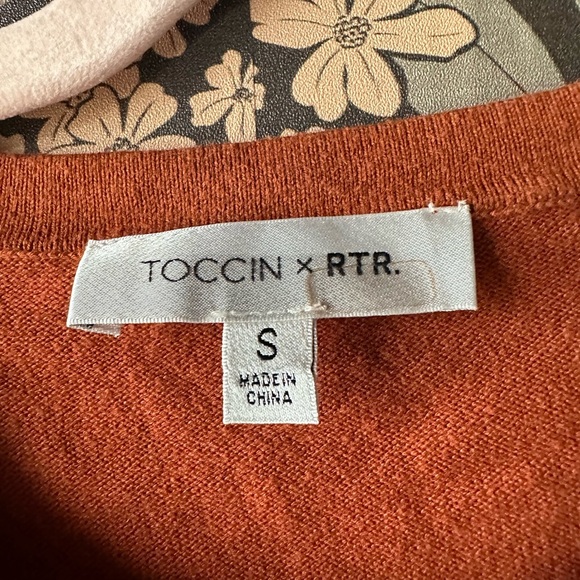 TOCCIN × RTR.
S
MADE IN
CHINA